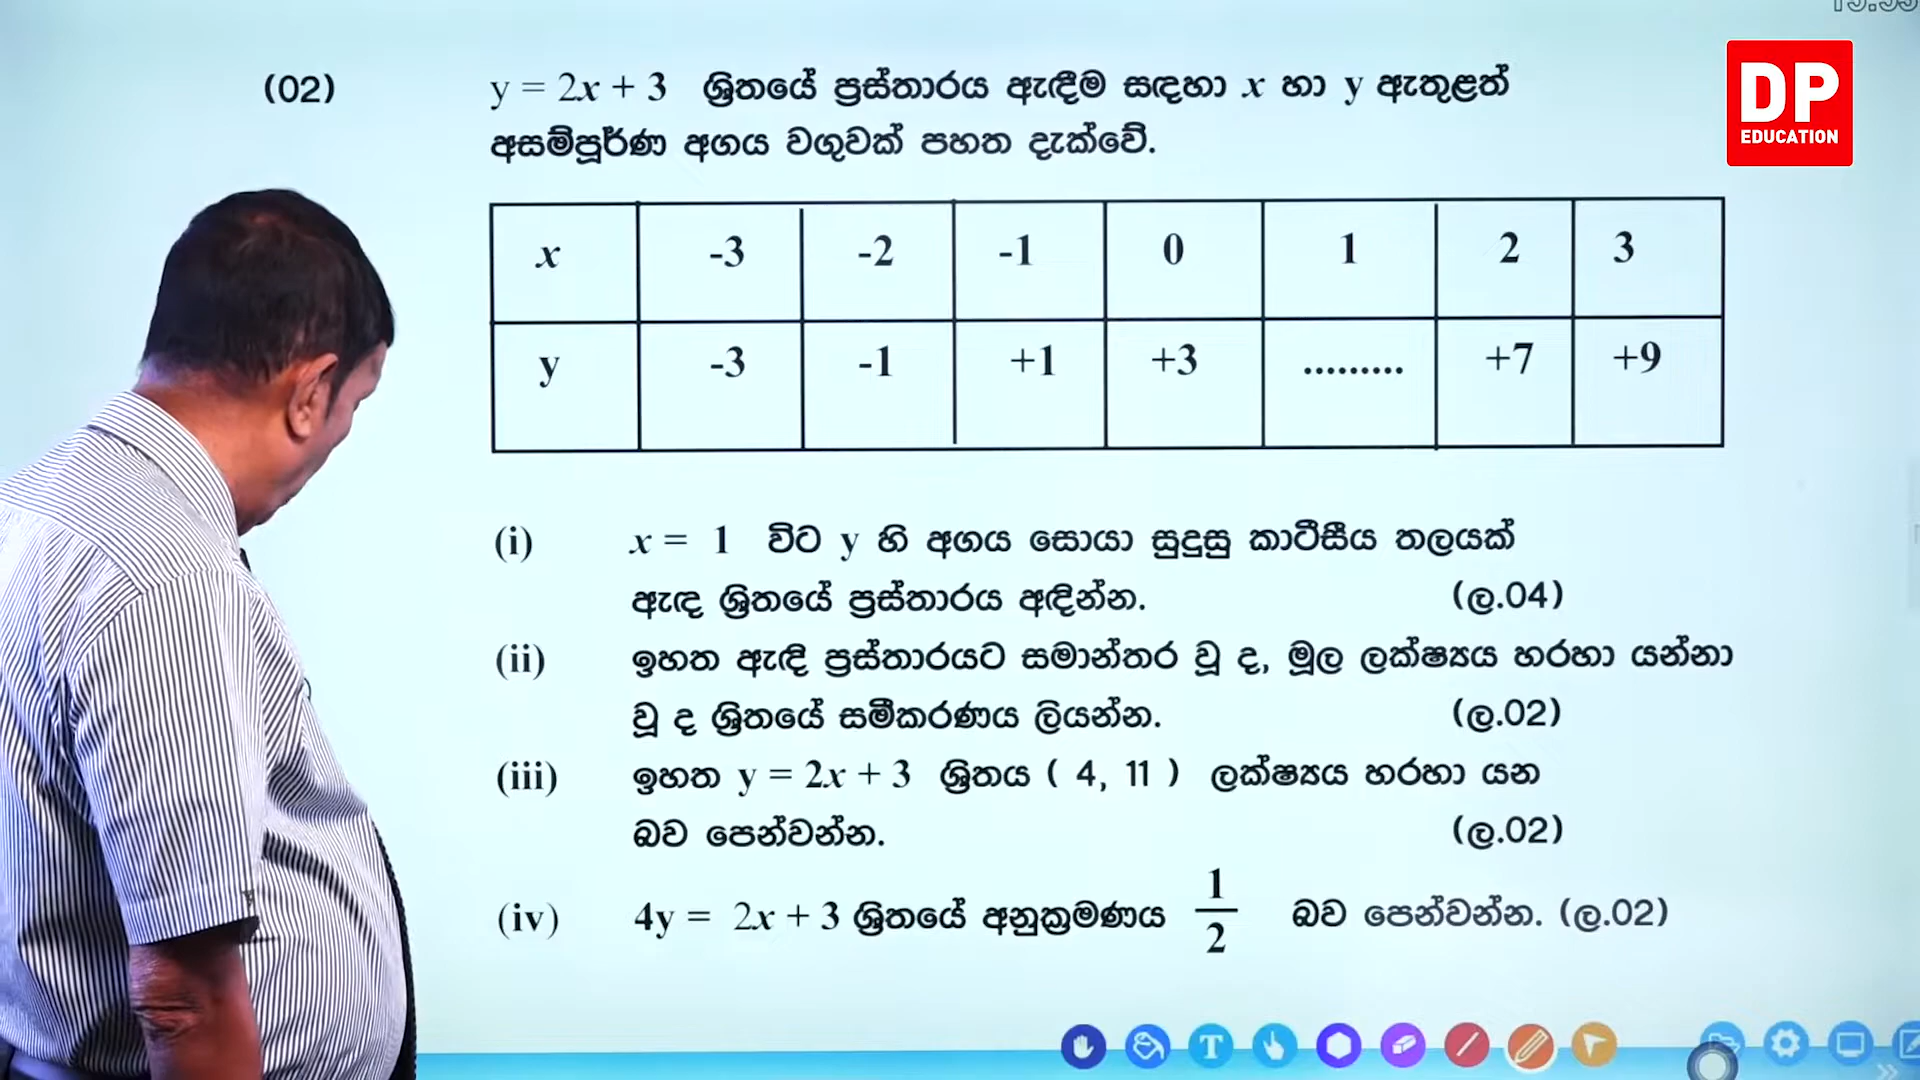 (02) y = 2x + 3 ශ්‍රිතයේ ප්‍රස්තාරය ඇඳීම සඳහා x හා y ඇතුළත්
DP
EDUCATION
අසම්පූර්ණ අගය වගුවක් පහත දැක්වේ.
x -3 -2 -1 0 1 2 3
y -3 -1 +1 +3 ......... +7 +9
(i) x = 1 විට y හි අගය සොයා සුදුසු කාටීසීය තලයක්
ඇඳ ශ්‍රිතයේ ප්‍රස්තාරය අඳින්න. (ල.04)
(ii) ඉහත ඇඳි ප්‍රස්තාරයට සමාන්තර වූ ද, මූල ලක්ෂ්‍යය හරහා යන්නා
වූ ද ශ්‍රිතයේ සමීකරණය ලියන්න. (ල.02)
(iii) ඉහත y = 2x + 3 ශ්‍රිතය ( 4, 11 ) ලක්ෂ්‍යය හරහා යන
බව පෙන්වන්න. (ල.02)
(iv) 4y = 2x + 3 ශ්‍රිතයේ අනුක්‍රමණය 1/2 බව පෙන්වන්න. (ල.02)